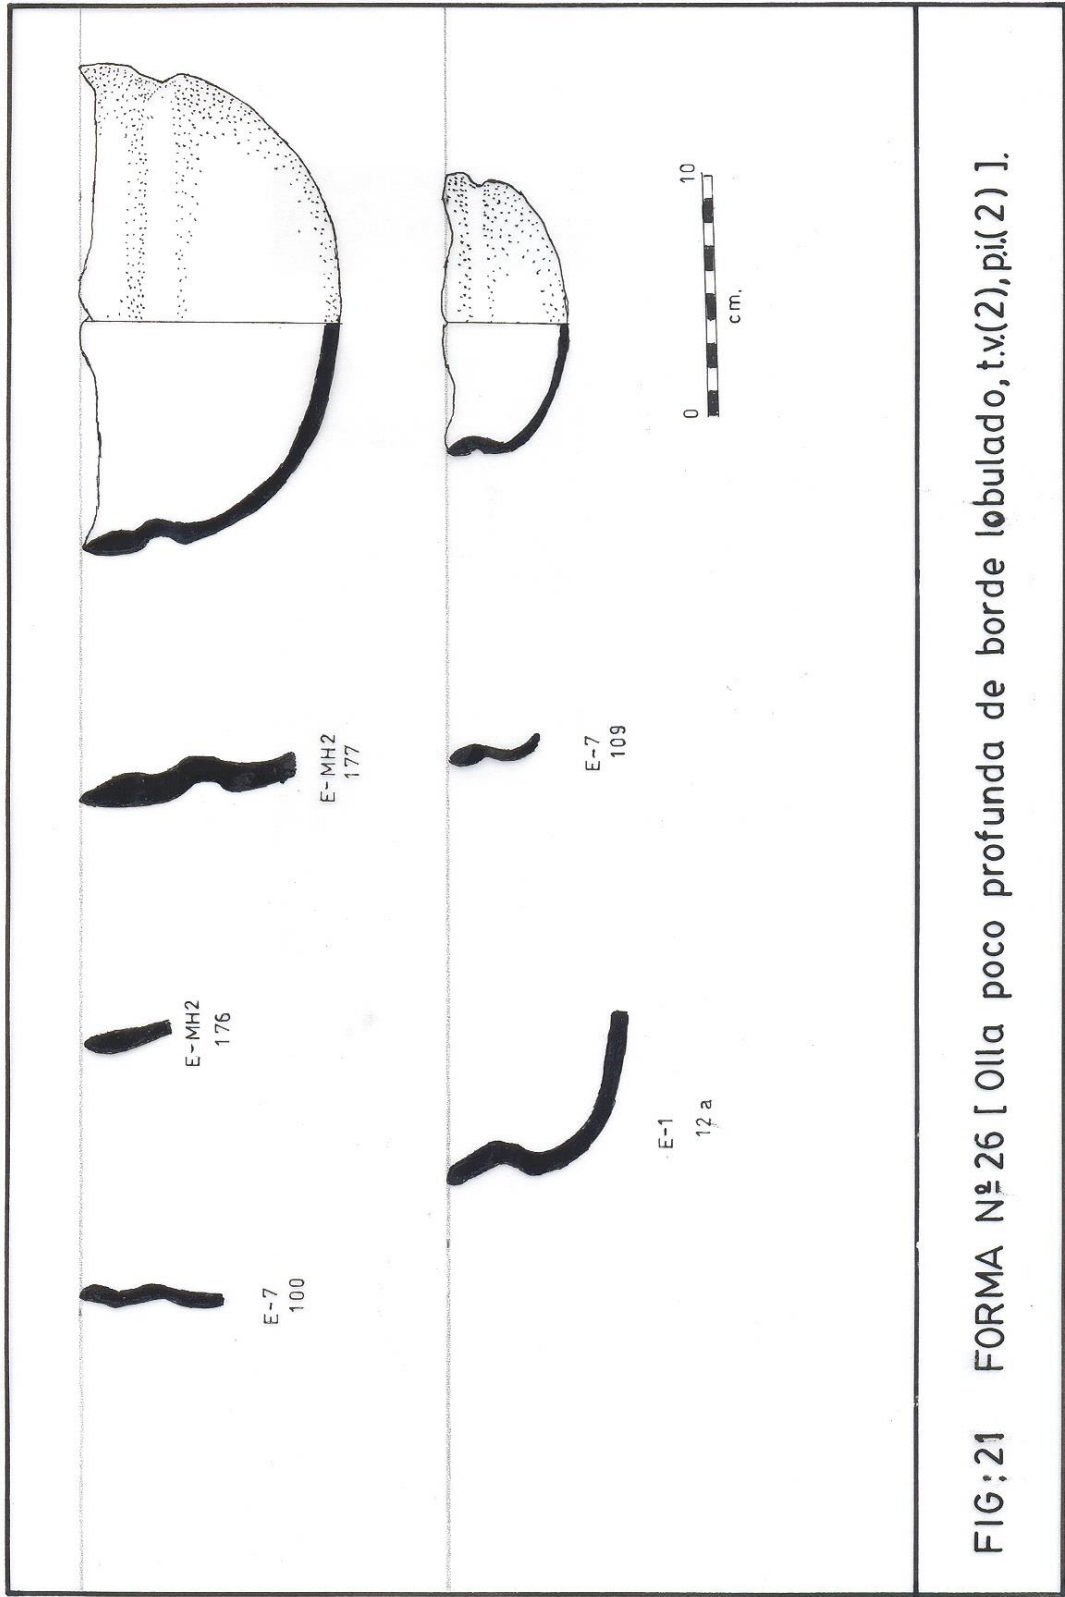 E-7
100
E-MH2
176
E-MH2
177
E-1
12a
E-7
109
0 10
cm.
FIG:21 FORMA Nº 26 [ Olla poco profunda de borde lobulado, t.v.(2), p.i.(2) ].